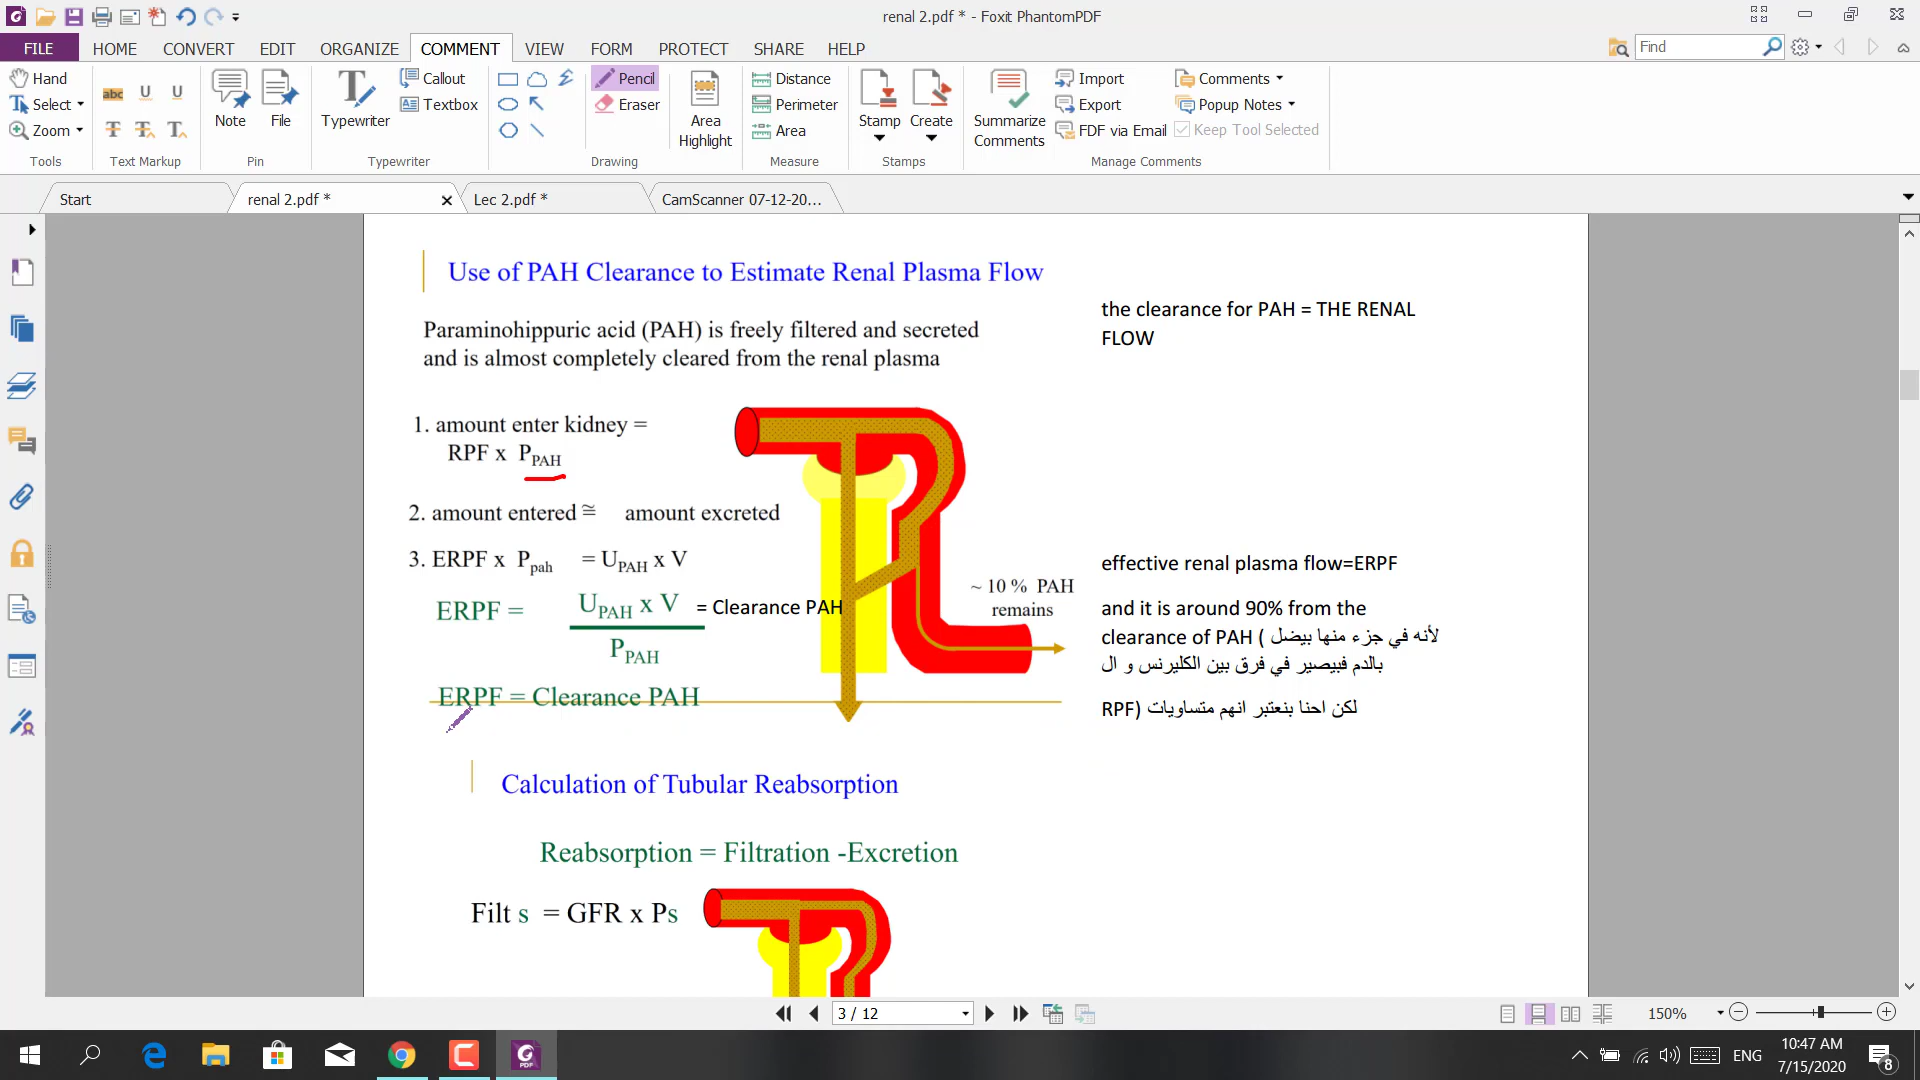 renal 2.pdf * - Foxit PhantomPDF
FILE HOME CONVERT EDIT ORGANIZE COMMENT VIEW FORM PROTECT SHARE HELP
Find
Hand
Select
Zoom
Tools
abc U U
T T T
Text Markup
Note
File
Pin
Typewriter
Callout
Textbox
Typewriter
Pencil
Eraser
Area Highlight
Drawing
Distance
Perimeter
Area
Measure
Stamp
Create
Stamps
Summarize Comments
Import
Export
FDF via Email
Comments
Popup Notes
Keep Tool Selected
Manage Comments
Start
renal 2.pdf *
Lec 2.pdf *
CamScanner 07-12-20...
Use of PAH Clearance to Estimate Renal Plasma Flow
Paraminohippuric acid (PAH) is freely filtered and secreted
and is almost completely cleared from the renal plasma
the clearance for PAH = THE RENAL
FLOW
1. amount enter kidney =
RPF x PPAH
2. amount entered ≅ amount excreted
3. ERPF x Ppah = UPAH x V
ERPF = UPAH x V = Clearance PAH
PPAH
ERPF = Clearance PAH
~ 10 % PAH
remains
effective renal plasma flow=ERPF
and it is around 90% from the
clearance of PAH ( لأنه في جزء منها بيضل
بالدم فبيصير في فرق بين الكليرنس و ال
RPF) لكن احنا بنعتبر انهم متساويات
Calculation of Tubular Reabsorption
Reabsorption = Filtration -Excretion
Filt s = GFR x Ps
3 / 12
150%
PDF
ENG
10:47 AM
7/15/2020
8